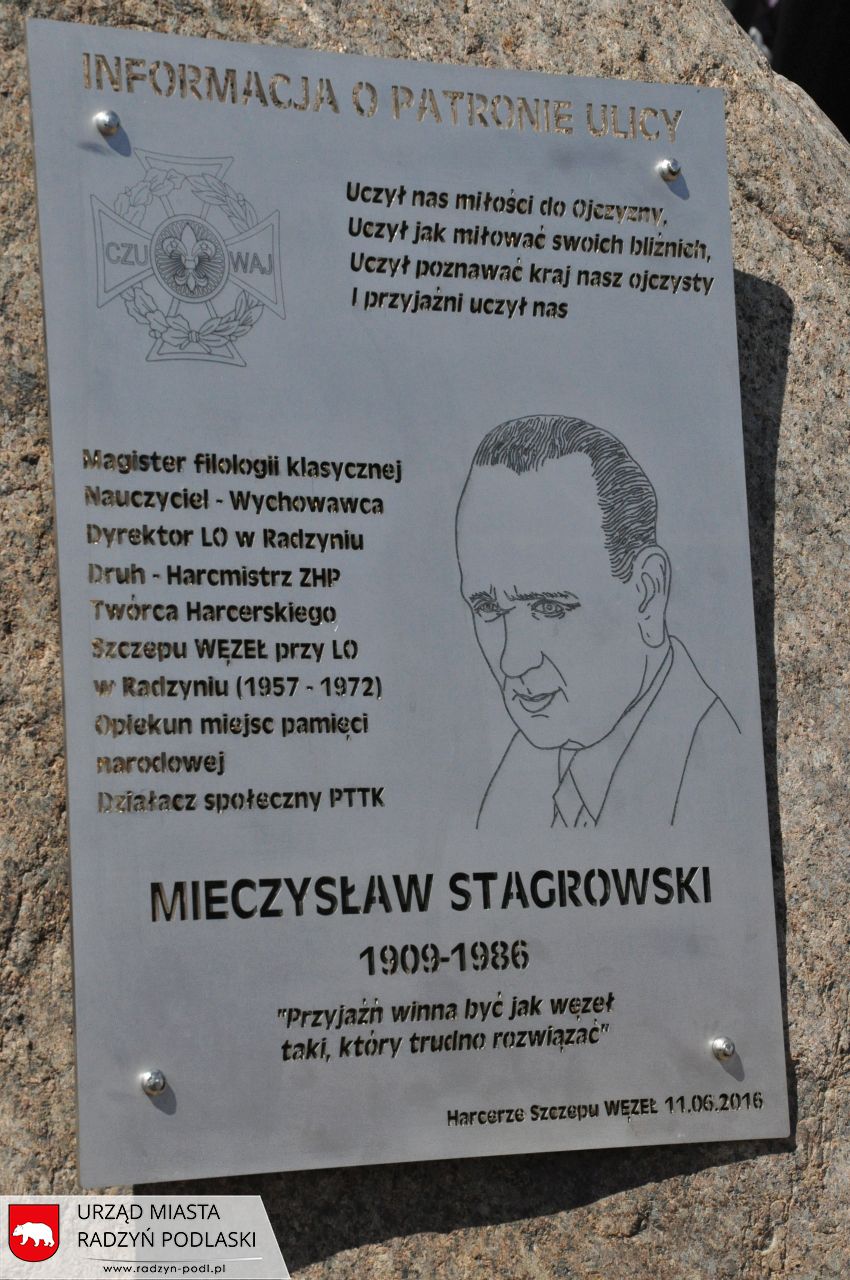 INFORMACJA O PATRONIE ULICY
CZU WAJ
Uczył nas miłości do Ojczyzny,
Uczył jak miłować swoich bliźnich,
Uczył poznawać kraj nasz ojczysty
I przyjaźni uczył nas
Magister filologii klasycznej
Nauczyciel - Wychowawca
Dyrektor LO w Radzyniu
Druh - Harcmistrz ZHP
Twórca Harcerskiego
Szczepu WĘZEŁ przy LO
w Radzyniu (1957 - 1972)
Opiekun miejsc pamięci
narodowej
Działacz społeczny PTTK
MIECZYSŁAW STAGROWSKI
1909-1986
"Przyjaźń winna być jak węzeł
taki, który trudno rozwiązać"
Harcerze Szczepu WĘZEŁ 11.06.2016
URZĄD MIASTA
RADZYŃ PODLASKI
www.radzyn-podl.pl